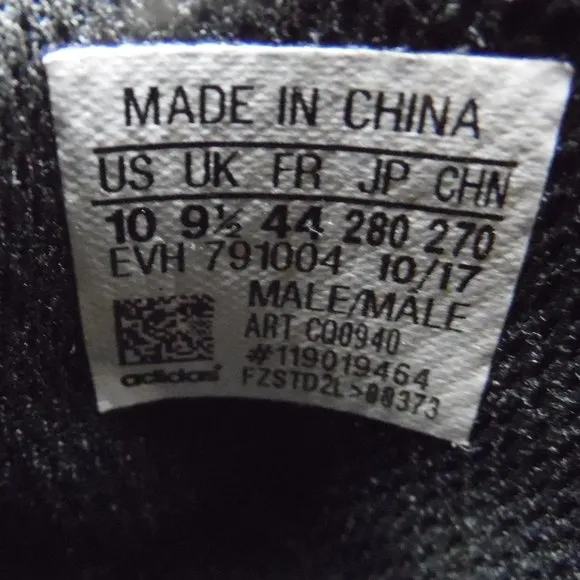 MADE IN CHINA
US UK FR JP CHN
10 9½ 44 280 270
EVH 791004 10/17
MALE/MALE
ART CQ0940
#119019464
adidas FZSTD2L>00373